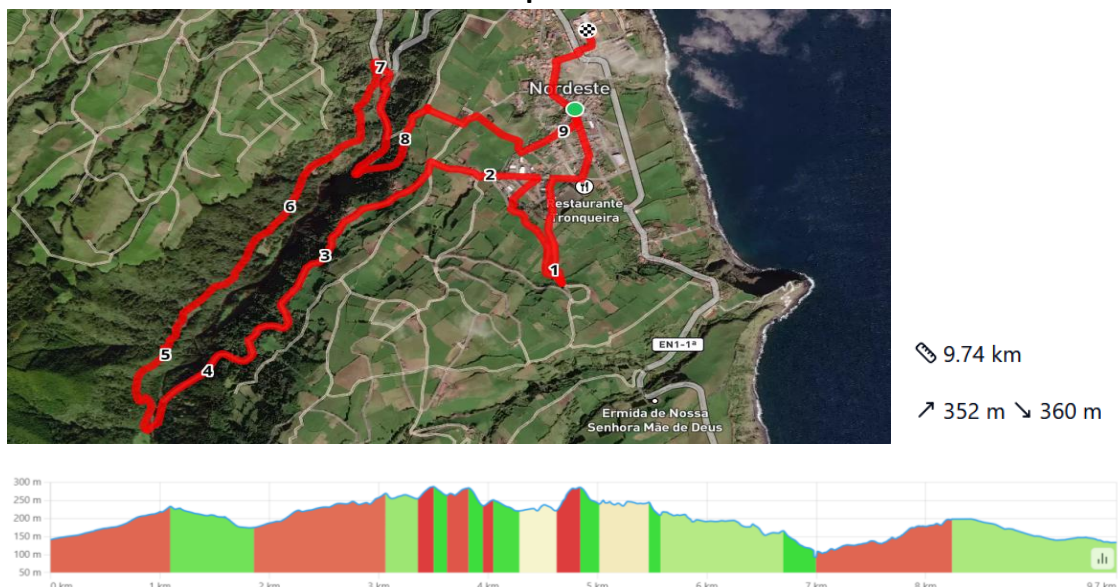 7
Nordeste
8
9
2
Restaurante
Tronqueira
6
3
1
5
EN1-1ª
4
9.74 km
Ermida de Nossa
Senhora Mãe de Deus
352 m 360 m
300 m
250 m
200 m
150 m
100 m
50 m
0 km 1 km 2 km 3 km 4 km 5 km 6 km 7 km 8 km 9.7 km